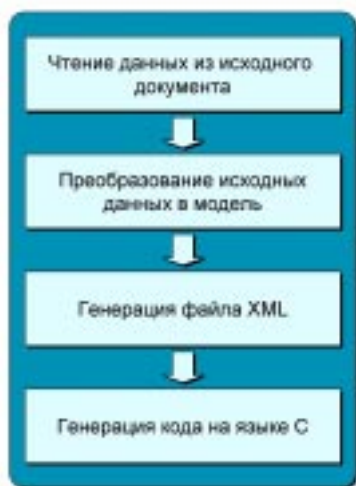 Чтение данных из исходного
документа
Преобразование исходных
данных в модель
Генерация файла XML
Генерация кода на языке C